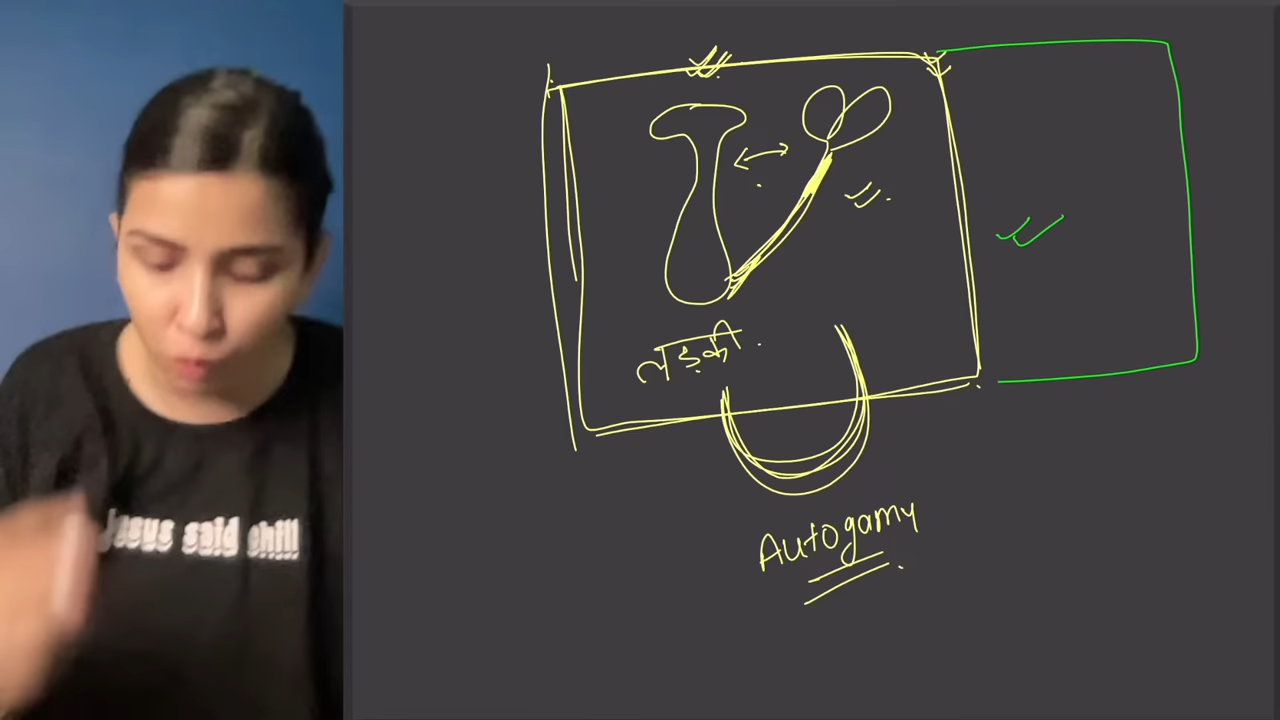 लड़की
Autogamy
Jesus said chill